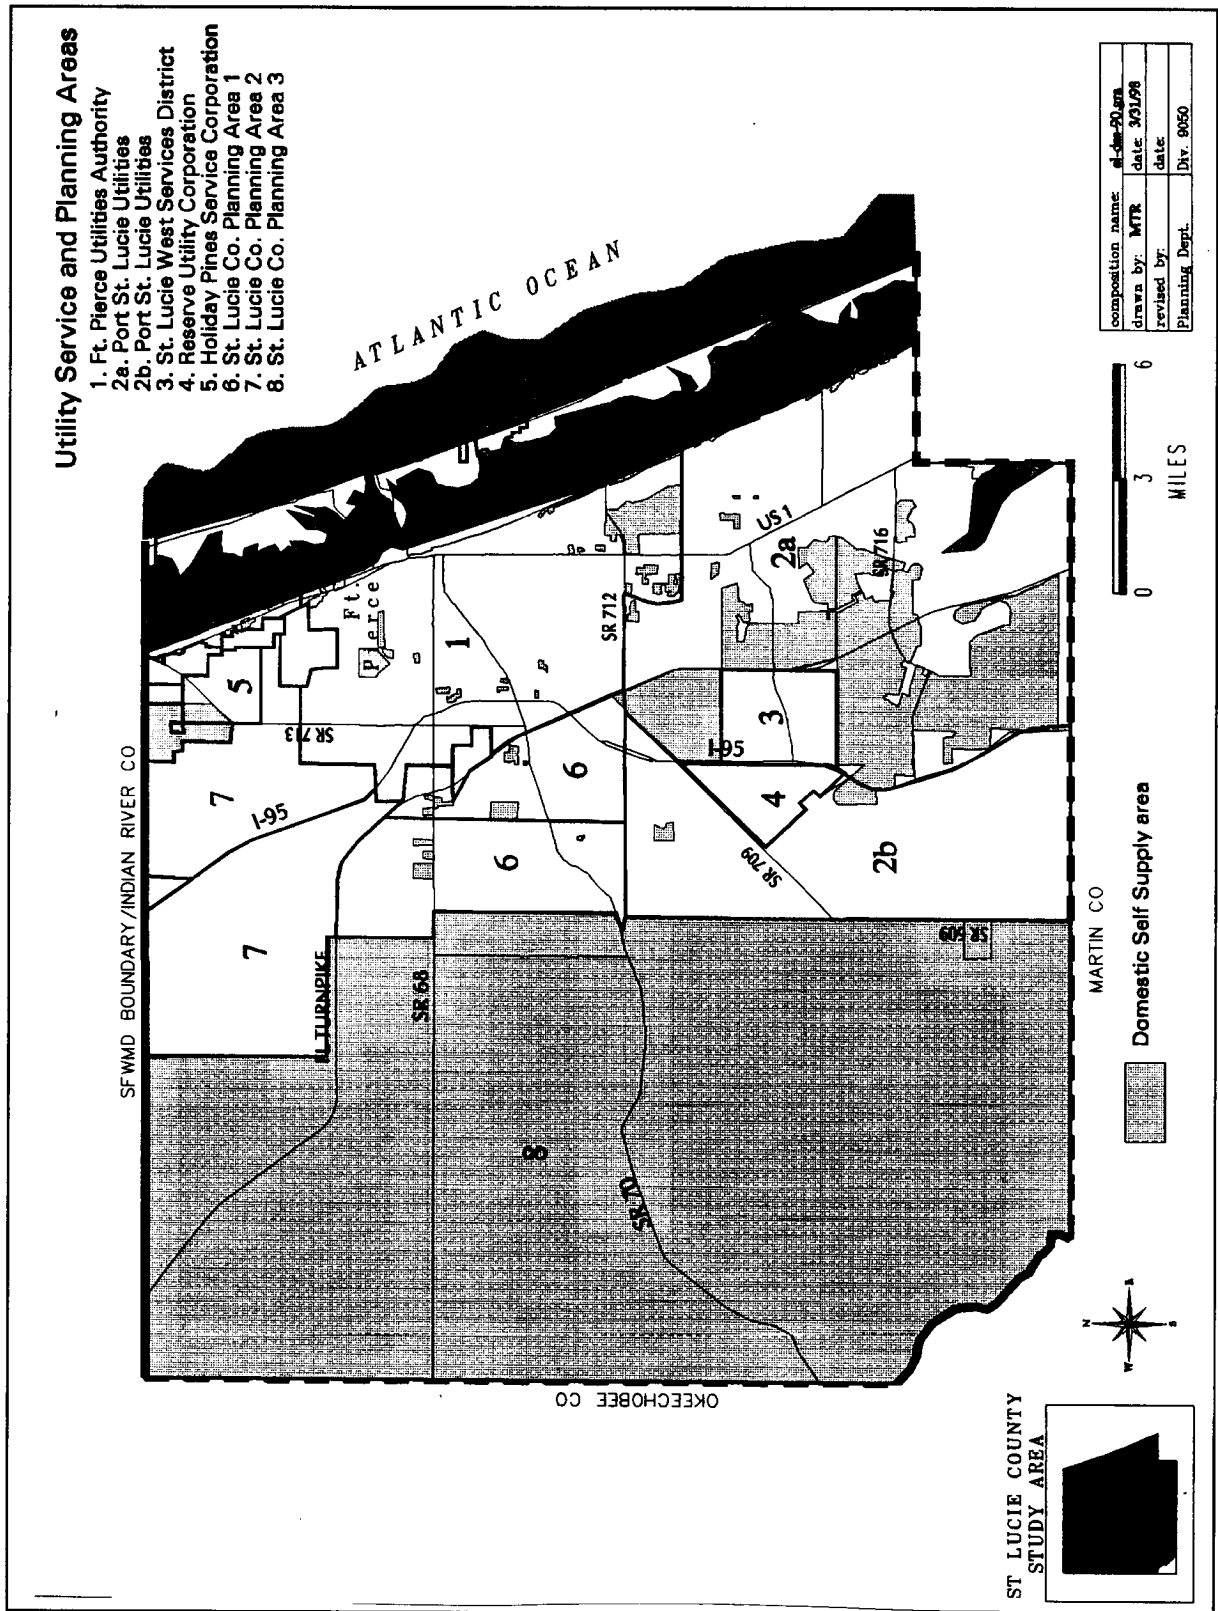 Utility Service and Planning Areas
1. Ft. Pierce Utilities Authority
2a. Port St. Lucie Utilities
2b. Port St. Lucie Utilities
3. St. Lucie West Services District
4. Reserve Utility Corporation
5. Holiday Pines Service Corporation
6. St. Lucie Co. Planning Area 1
7. St. Lucie Co. Planning Area 2
8. St. Lucie Co. Planning Area 3
ATLANTIC OCEAN
SFWMD BOUNDARY/INDIAN RIVER CO
Ft.
Pierce
5
SR 713
7
I-95
7
FL TURNPIKE
SR 68
1
6
6
SR 712
US 1
2a
SR 716
3
I-95
4
SR 709
2b
SR 609
8
SR 70
OKEECHOBEE CO
MARTIN CO
Domestic Self Supply area
0 3 6
MILES
N
W
S
ST LUCIE COUNTY
STUDY AREA
composition name:
drawn by: MTR date: 3/31/98
revised by: date:
Planning Dept. Div. 9050